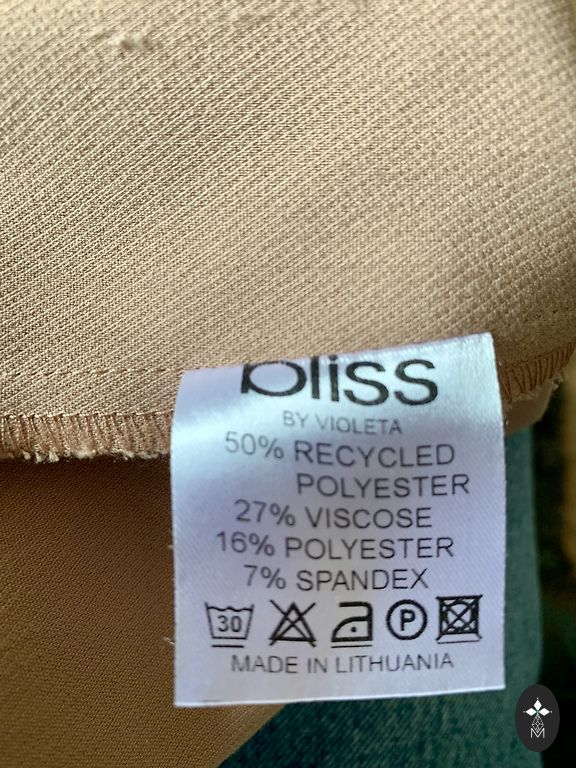 bliss
BY VIOLETA
50% RECYCLED
POLYESTER
27% VISCOSE
16% POLYESTER
7% SPANDEX
30 P
MADE IN LITHUANIA
M